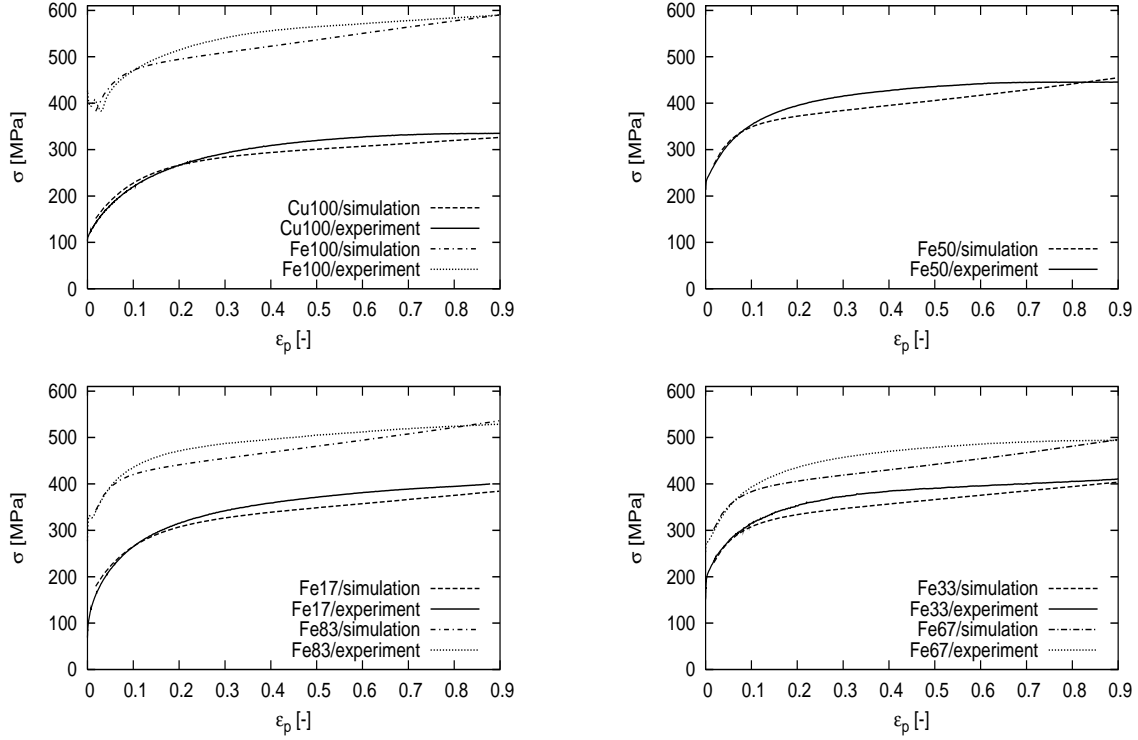 600
500
400
300
200
100
0
σ [MPa]
0 0.1 0.2 0.3 0.4 0.5 0.6 0.7 0.8 0.9
εp [-]
Cu100/simulation
Cu100/experiment
Fe100/simulation
Fe100/experiment
600
500
400
300
200
100
0
σ [MPa]
0 0.1 0.2 0.3 0.4 0.5 0.6 0.7 0.8 0.9
εp [-]
Fe50/simulation
Fe50/experiment
600
500
400
300
200
100
0
σ [MPa]
0 0.1 0.2 0.3 0.4 0.5 0.6 0.7 0.8 0.9
εp [-]
Fe17/simulation
Fe17/experiment
Fe83/simulation
Fe83/experiment
600
500
400
300
200
100
0
σ [MPa]
0 0.1 0.2 0.3 0.4 0.5 0.6 0.7 0.8 0.9
εp [-]
Fe33/simulation
Fe33/experiment
Fe67/simulation
Fe67/experiment